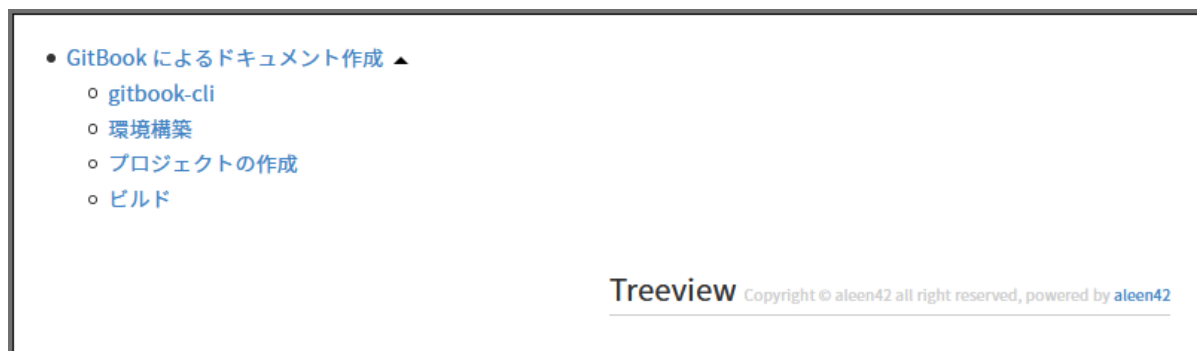 GitBook によるドキュメント作成
gitbook-cli
環境構築
プロジェクトの作成
ビルド
Treeview Copyright © aleen42 all right reserved, powered by aleen42